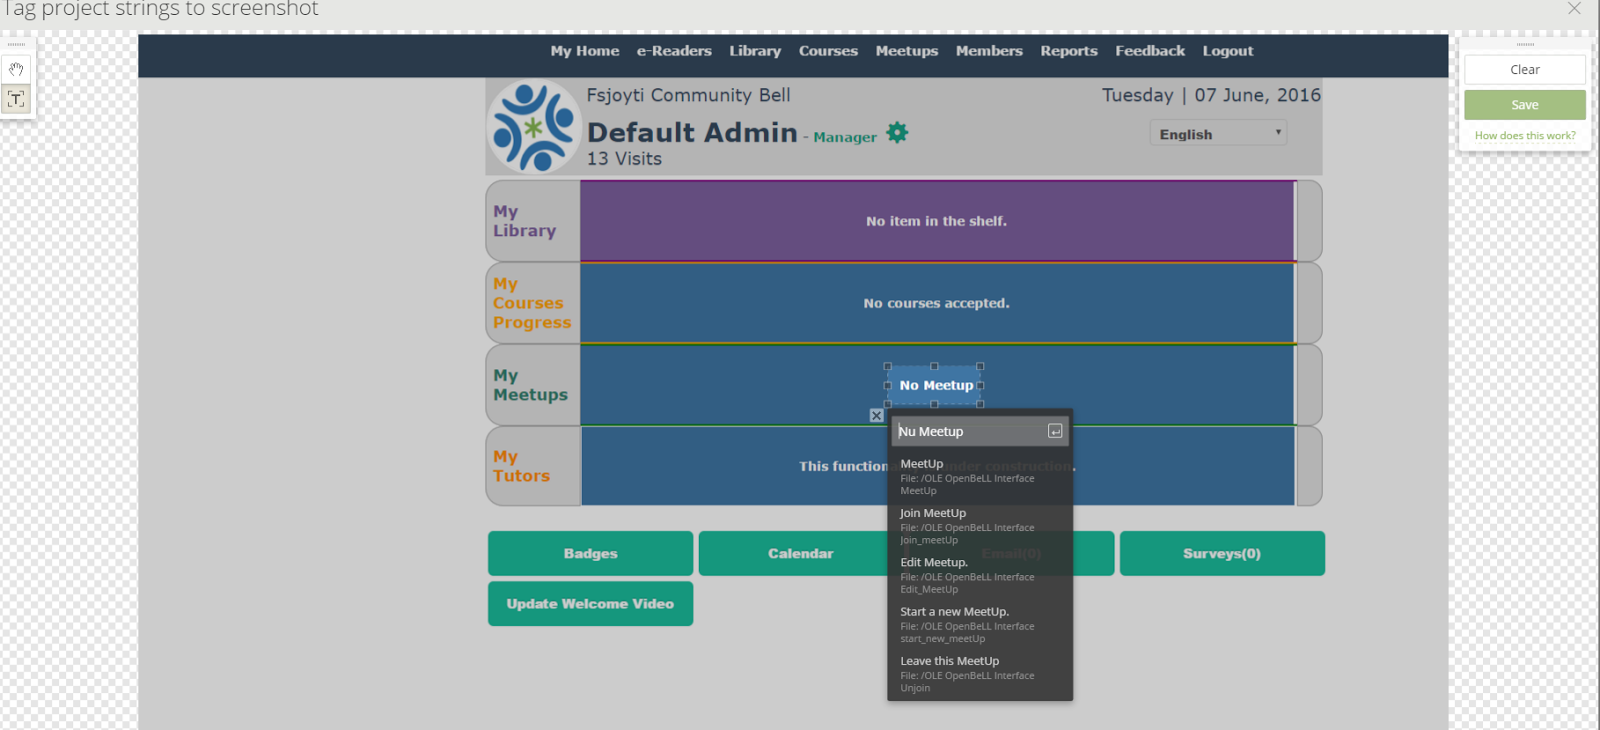 Tag project strings to screenshot
My Home e-Readers Library Courses Meetups Members Reports Feedback Logout
Clear
Save
How does this work?
Fsjoyti Community Bell
Tuesday | 07 June, 2016
Default Admin - Manager
English
13 Visits
My
Library
No item in the shelf.
My
Courses
Progress
No courses accepted.
My
Meetups
No Meetup
Nu Meetup
My
Tutors
This function under construction.
MeetUp
File: /OLE OpenBeLL Interface
MeetUp
Join MeetUp
File: /OLE OpenBeLL Interface
Join_meetUp
Edit Meetup.
File: /OLE OpenBeLL Interface
Edit_MeetUp
Start a new MeetUp.
File: /OLE OpenBeLL Interface
start_new_meetUp
Leave this MeetUp
File: /OLE OpenBeLL Interface
Unjoin
Badges
Calendar
Email(0)
Surveys(0)
Update Welcome Video